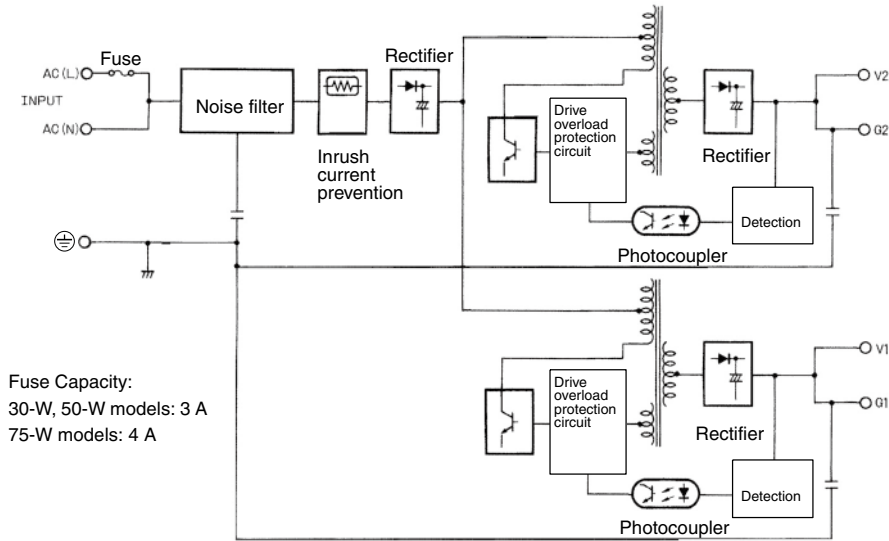 Fuse
AC(L)
INPUT
AC(N)
Noise filter
Inrush
current
prevention
Rectifier
Drive
overload
protection
circuit
Rectifier
Photocoupler
Detection
V2
G2
Drive
overload
protection
circuit
Rectifier
Photocoupler
Detection
V1
G1
Fuse Capacity:
30-W, 50-W models: 3 A
75-W models: 4 A